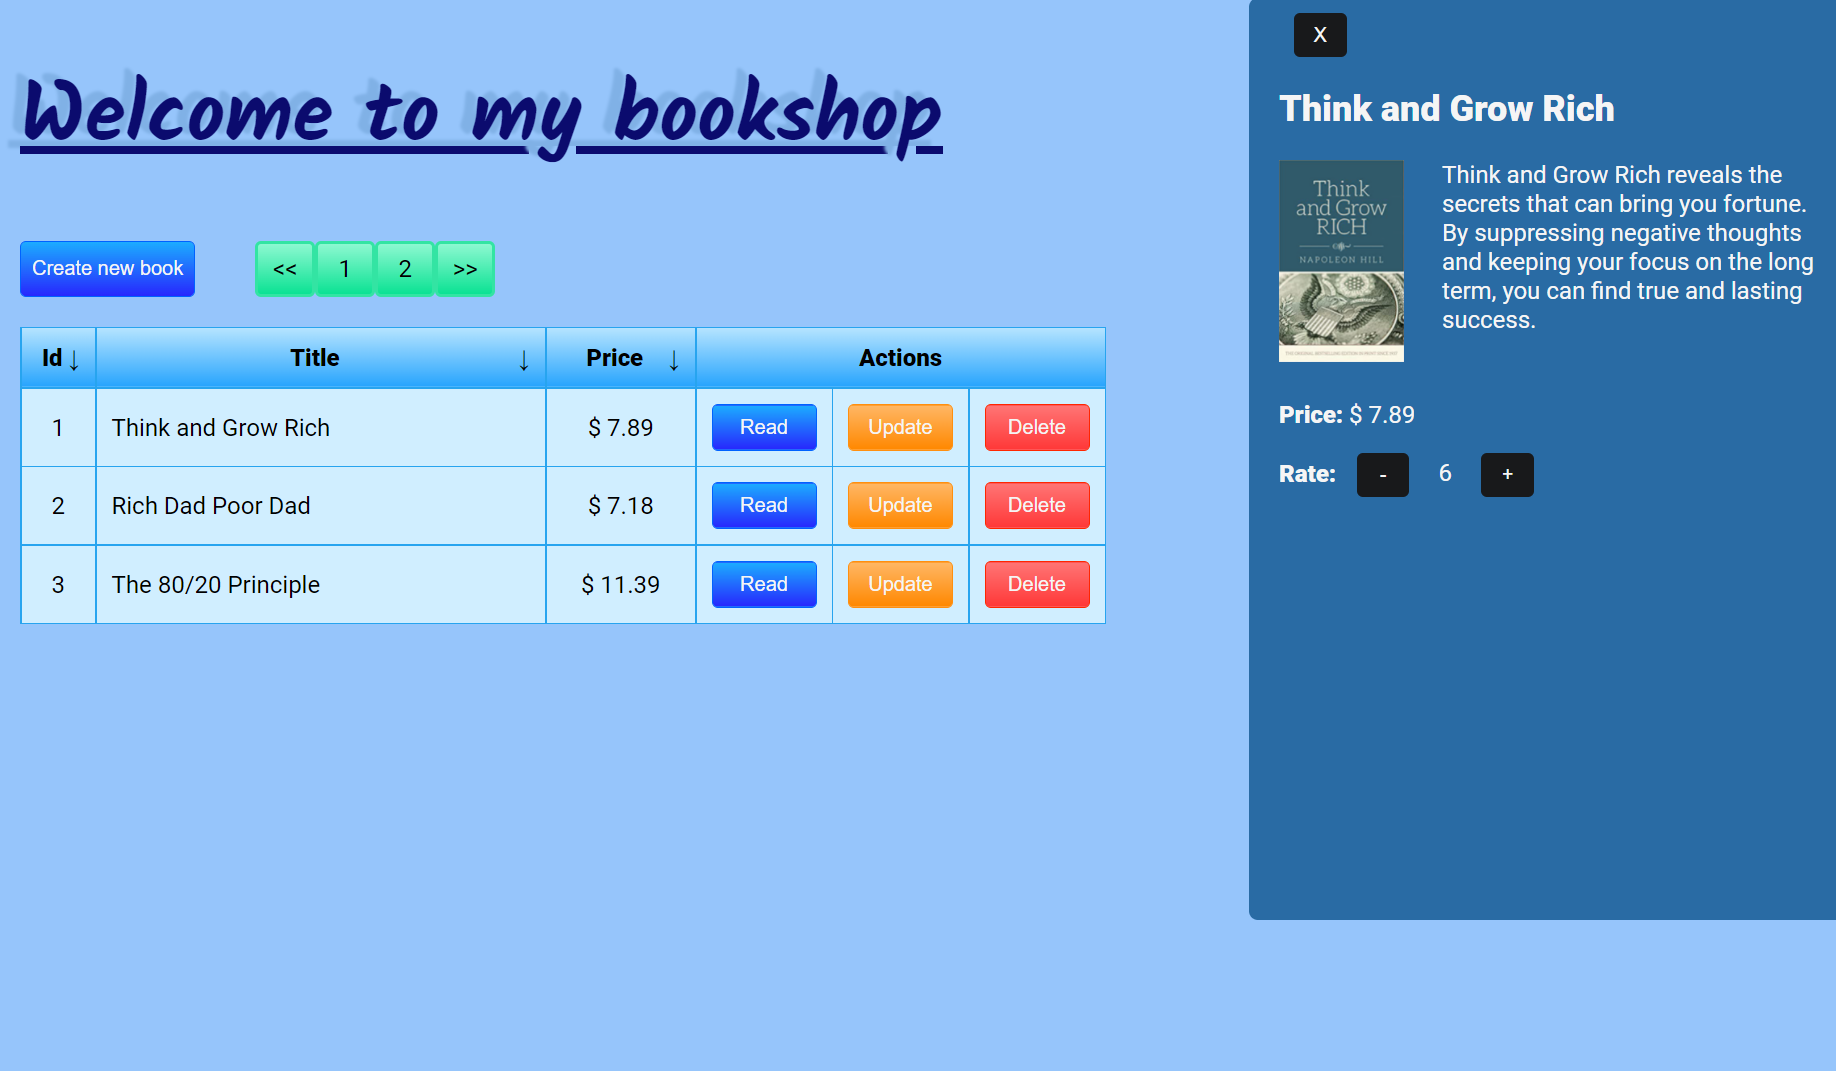 Welcome to my bookshop
Create new book
<< 1 2 >>
Id ↓ Title ↓ Price ↓ Actions
1 Think and Grow Rich $ 7.89 Read Update Delete
2 Rich Dad Poor Dad $ 7.18 Read Update Delete
3 The 80/20 Principle $ 11.39 Read Update Delete
X
Think and Grow Rich
Think
and Grow
RICH
NAPOLEON HILL
Think and Grow Rich reveals the
secrets that can bring you fortune.
By suppressing negative thoughts
and keeping your focus on the long
term, you can find true and lasting
success.
Price: $ 7.89
Rate: - 6 +